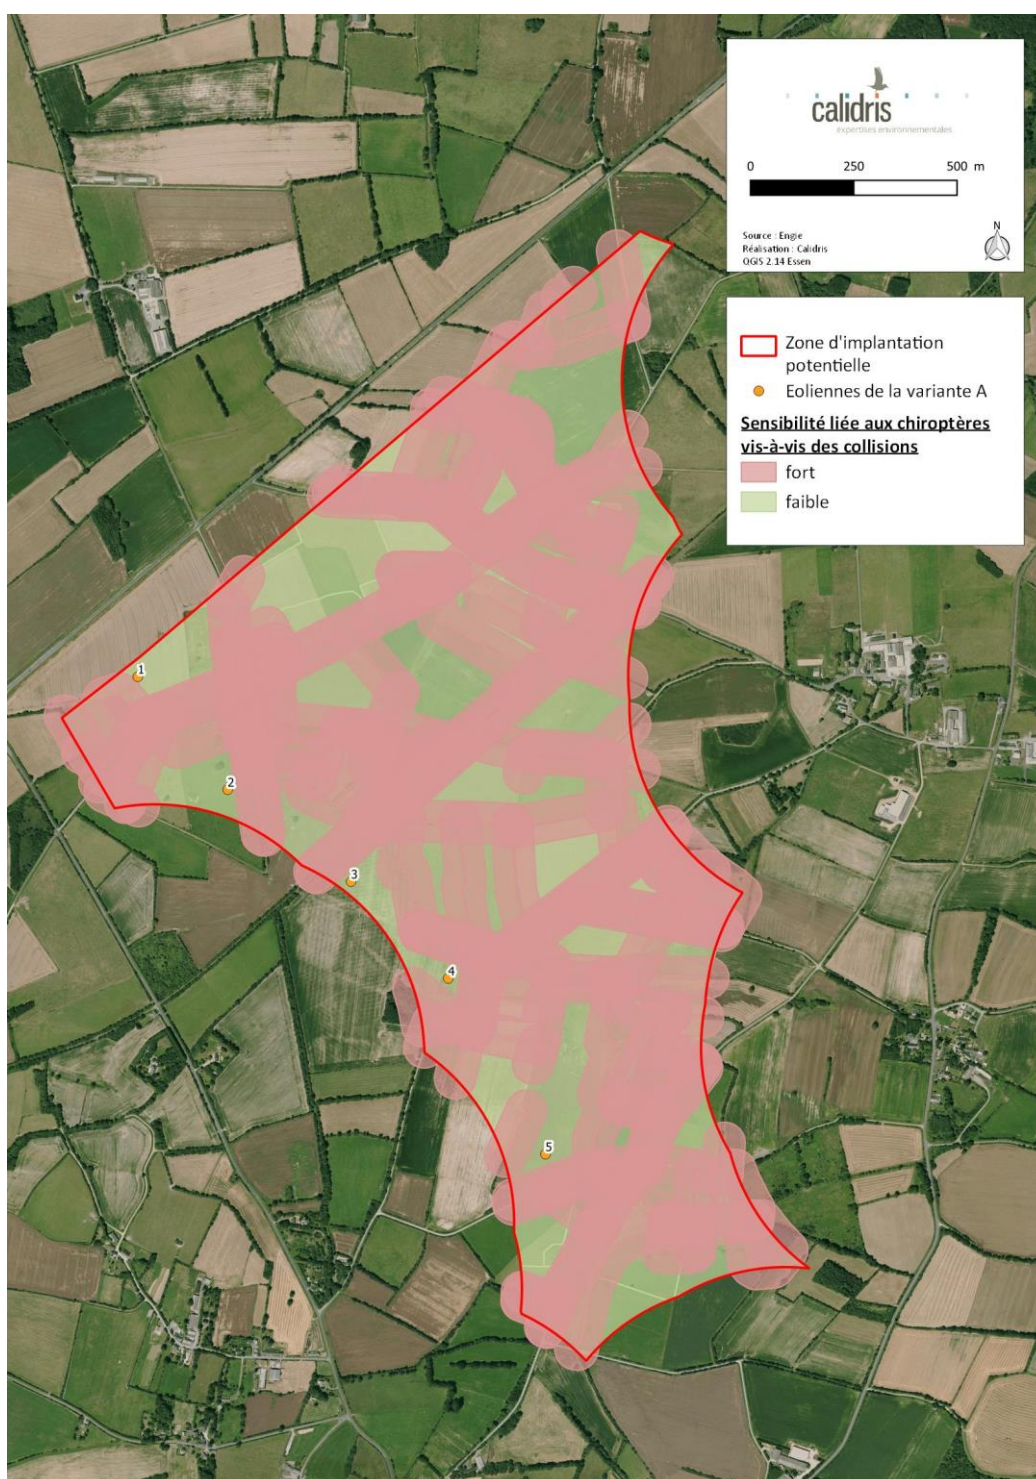 calidris
expertises environnementales
0 250 500 m
Source : Engie
Réalisation : Calidris
QGIS 2.14 Essen
N
Zone d'implantation
potentielle
Eoliennes de la variante A
Sensibilité liée aux chiroptères
vis-à-vis des collisions
fort
faible
1
2
3
4
5